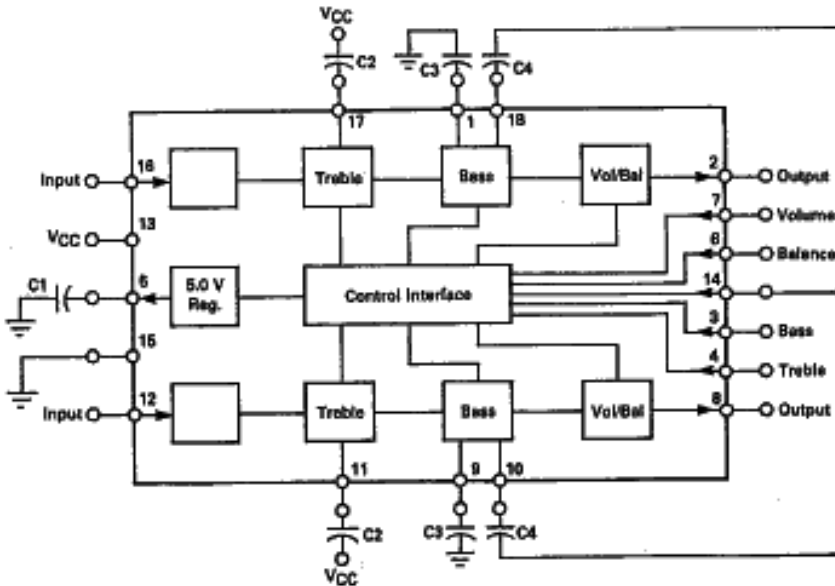 VCC
C2
C3
C4
17
1
18
16
Input
Treble
Bass
Vol/Bal
2
Output
7
Volume
13
VCC
6
Balance
C1
5
5.0 V
Reg.
Control Interface
14
3
Bass
15
4
Treble
12
Input
Treble
Bass
Vol/Bal
8
Output
11
9
10
C2
C3
C4
VCC